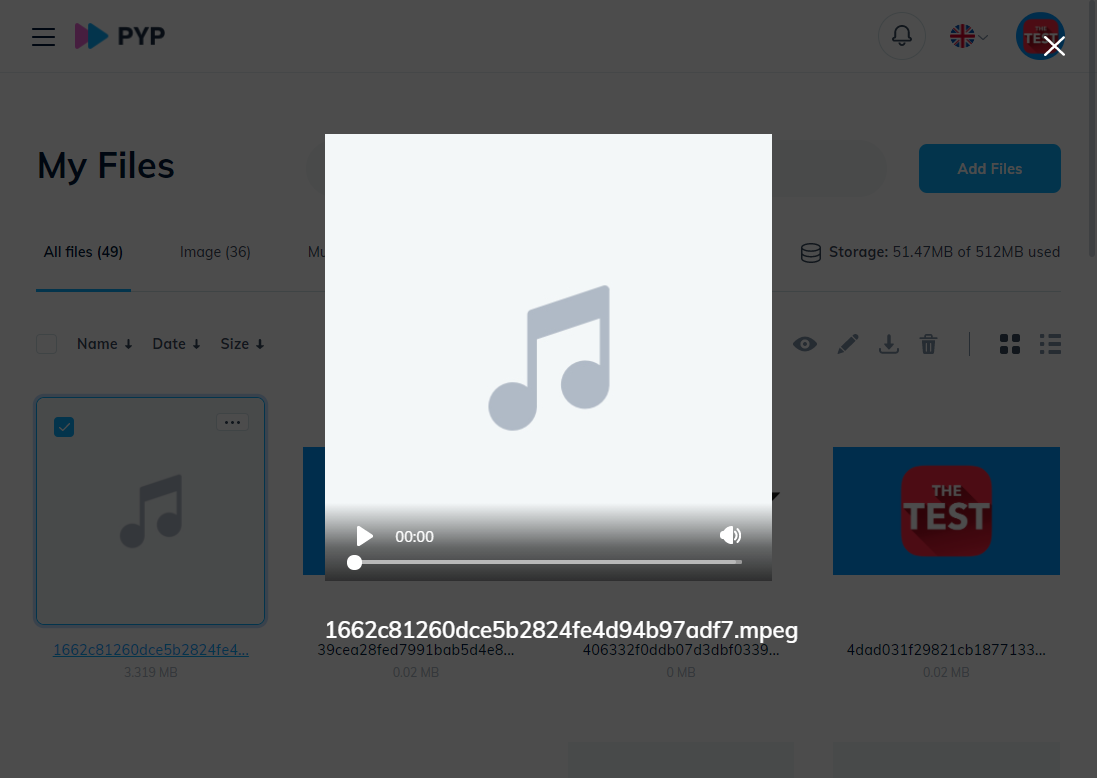 PYP
THE
TEST
My Files
Add Files
All files (49)
Image (36)
Mu
Storage: 51.47MB of 512MB used
Name
Date
Size
THE
TEST
00:00
1662c81260dce5b2824fe4d94b97adf7.mpeg
1662c81260dce5b2824fe4...
39cea28fed7991bab5d4e8...
406332f0ddb07d3dbf0339...
4dad031f29821cb1877133...
3.319 MB
0.02 MB
0 MB
0.02 MB